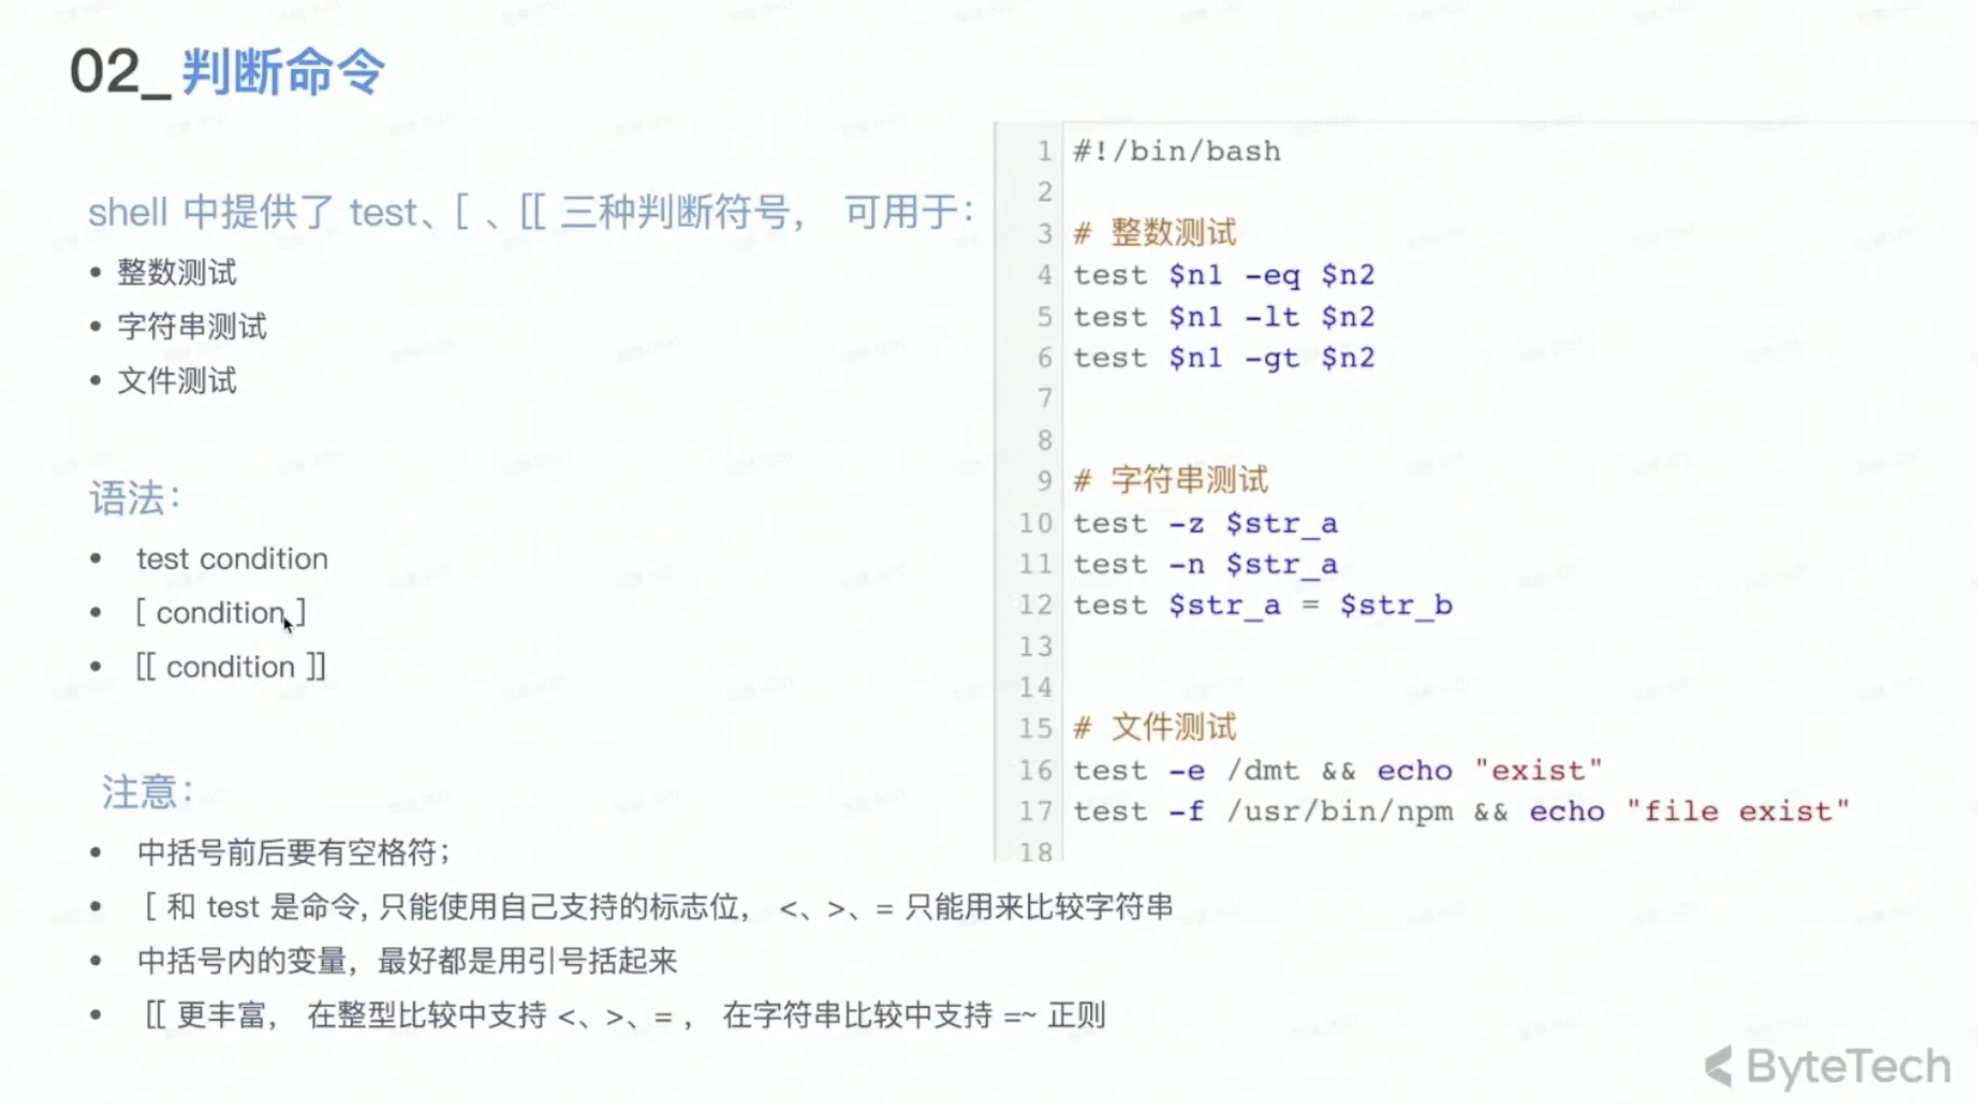 02_判断命令
shell 中提供了 test、[ 、[[ 三种判断符号， 可用于：
• 整数测试
• 字符串测试
• 文件测试
语法：
• test condition
• [ condition ]
• [[ condition ]]
注意：
• 中括号前后要有空格符；
• [ 和 test 是命令, 只能使用自己支持的标志位， <、>、= 只能用来比较字符串
• 中括号内的变量，最好都是用引号括起来
• [[ 更丰富， 在整型比较中支持 <、>、= ， 在字符串比较中支持 =~ 正则
1 #!/bin/bash
2
3 # 整数测试
4 test $n1 -eq $n2
5 test $n1 -lt $n2
6 test $n1 -gt $n2
7
8
9 # 字符串测试
10 test -z $str_a
11 test -n $str_a
12 test $str_a = $str_b
13
14
15 # 文件测试
16 test -e /dmt && echo "exist"
17 test -f /usr/bin/npm && echo "file exist"
18
ByteTech